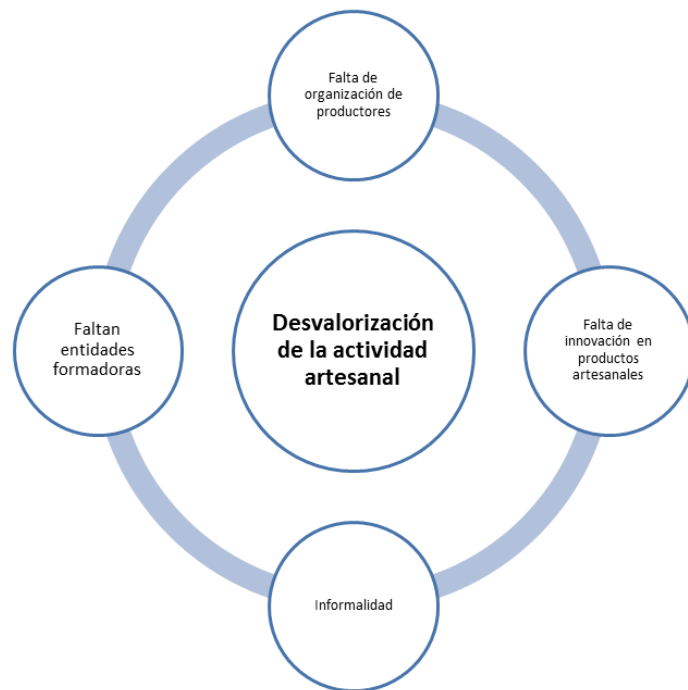 Falta de
organización de
productores
Faltan
entidades
formadoras
Desvalorización
de la actividad
artesanal
Falta de
innovación en
productos
artesanales
Informalidad